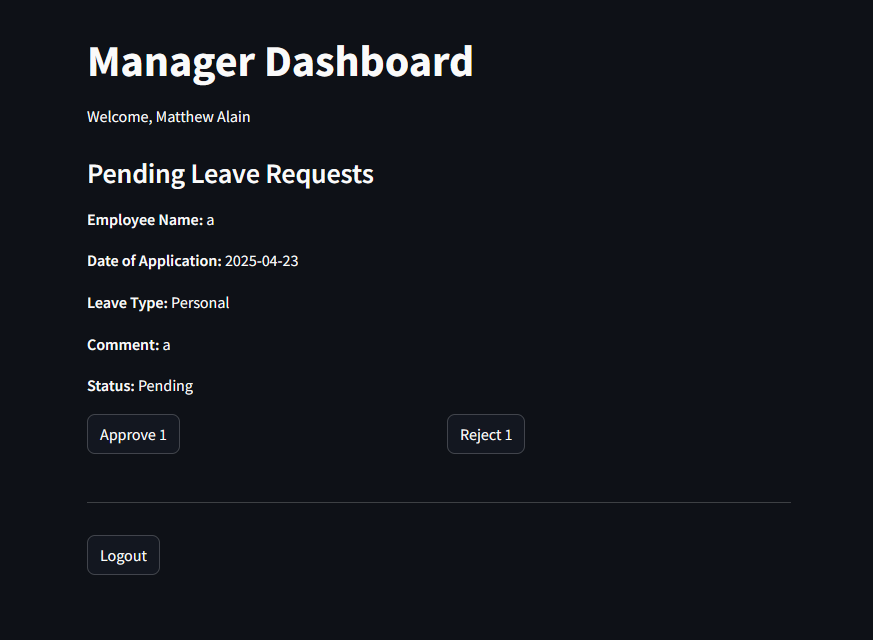 Manager Dashboard
Welcome, Matthew Alain
Pending Leave Requests
Employee Name: a
Date of Application: 2025-04-23
Leave Type: Personal
Comment: a
Status: Pending
Approve 1
Reject 1
Logout